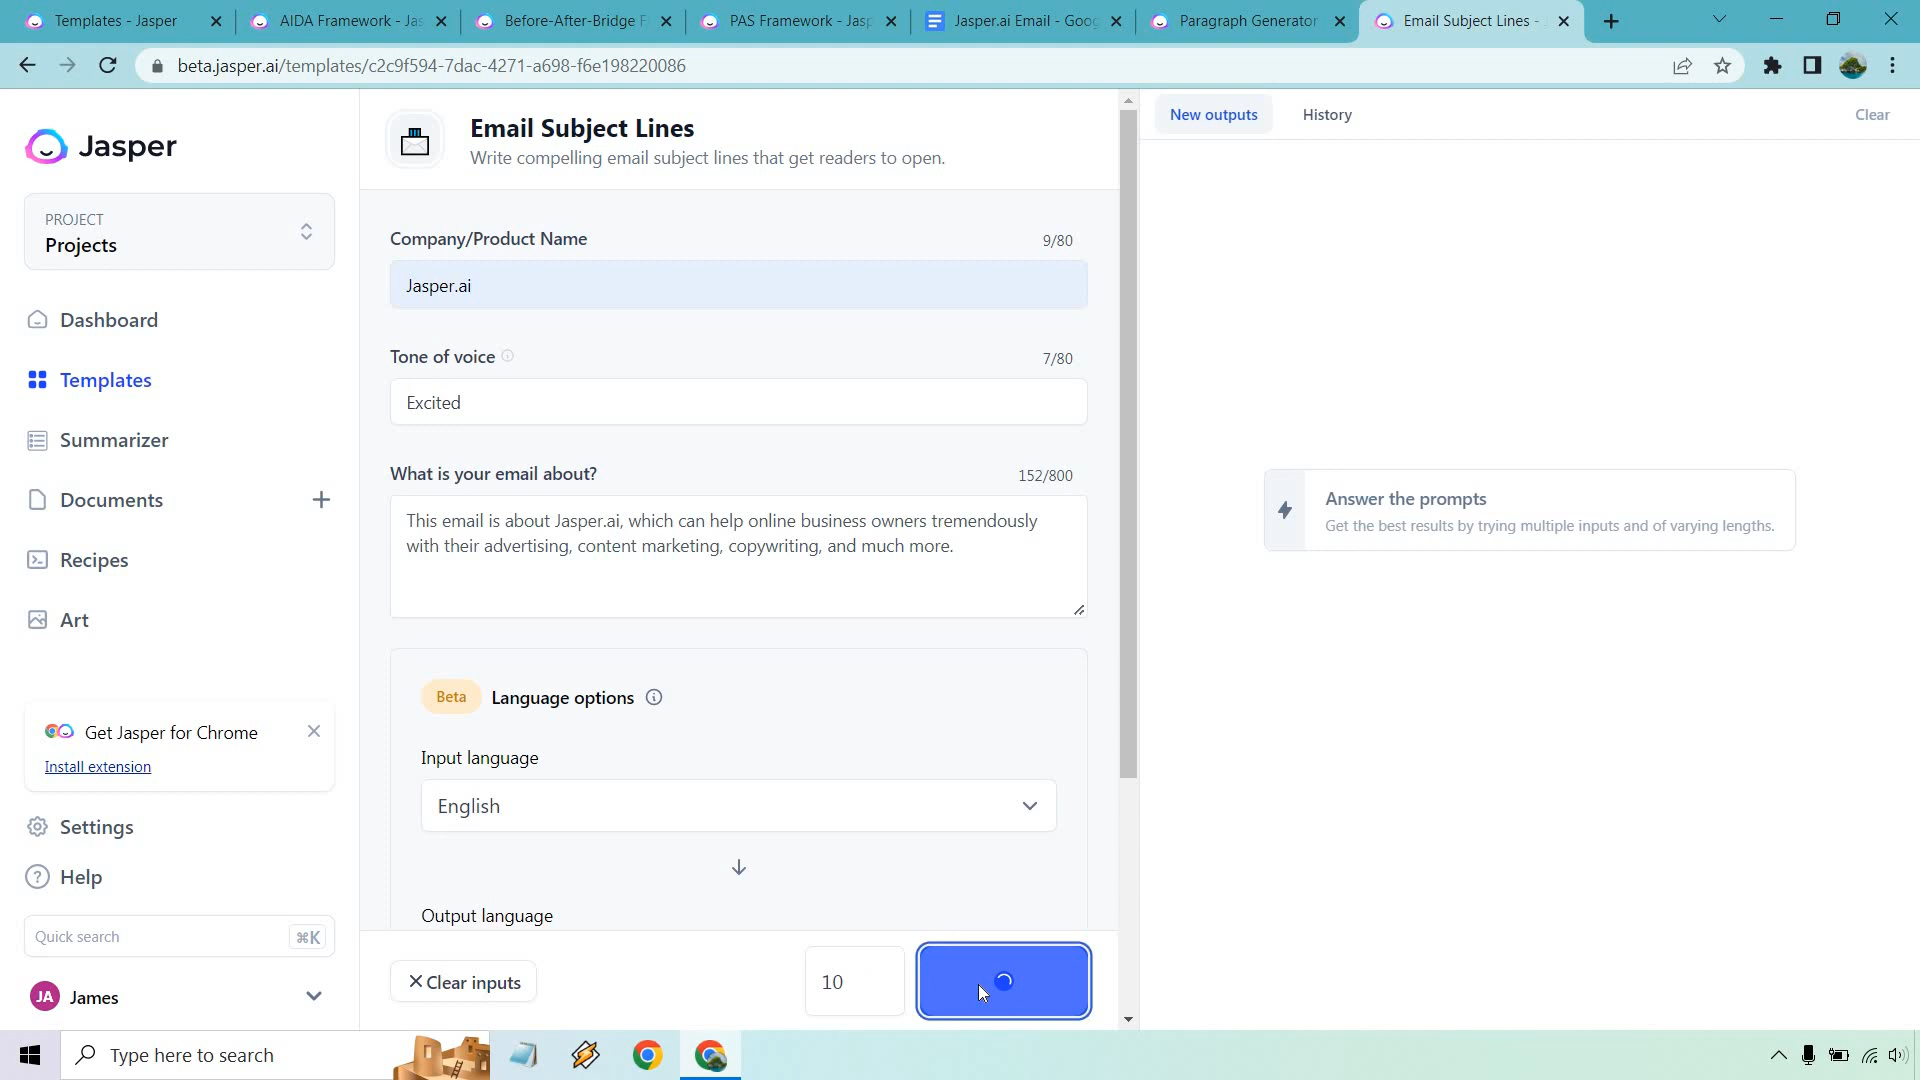 Templates - Jasper
AIDA Framework - Jas
Before-After-Bridge F
PAS Framework - Jasp
Jasper.ai Email - Goog
Paragraph Generator
Email Subject Lines -
beta.jasper.ai/templates/c2c9f594-7dac-4271-a698-f6e198220086
Jasper
PROJECT
Projects
Dashboard
Templates
Summarizer
Documents
Recipes
Art
Get Jasper for Chrome
Install extension
Settings
Help
Quick search
⌘K
JA
James
Email Subject Lines
Write compelling email subject lines that get readers to open.
Company/Product Name
9/80
Jasper.ai
Tone of voice
7/80
Excited
What is your email about?
152/800
This email is about Jasper.ai, which can help online business owners tremendously
with their advertising, content marketing, copywriting, and much more.
Beta
Language options
Input language
English
Output language
Clear inputs
10
New outputs
History
Clear
Answer the prompts
Get the best results by trying multiple inputs and of varying lengths.
Type here to search